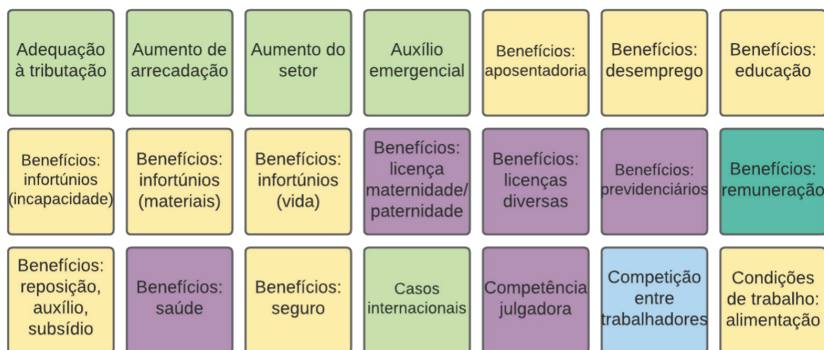 Adequação
à tributação
Aumento de
arrecadação
Aumento do
setor
Auxílio
emergencial
Benefícios:
aposentadoria
Benefícios:
desemprego
Benefícios:
educação
Benefícios:
infortúnios
(incapacidade)
Benefícios:
infortúnios
(materiais)
Benefícios:
infortúnios
(vida)
Benefícios:
licença
maternidade/
paternidade
Benefícios:
licenças
diversas
Benefícios:
previdenciários
Benefícios:
remuneração
Benefícios:
reposição,
auxílio,
subsídio
Benefícios:
saúde
Benefícios:
seguro
Casos
internacionais
Competência
julgadora
Competição
entre
trabalhadores
Condições
de trabalho:
alimentação